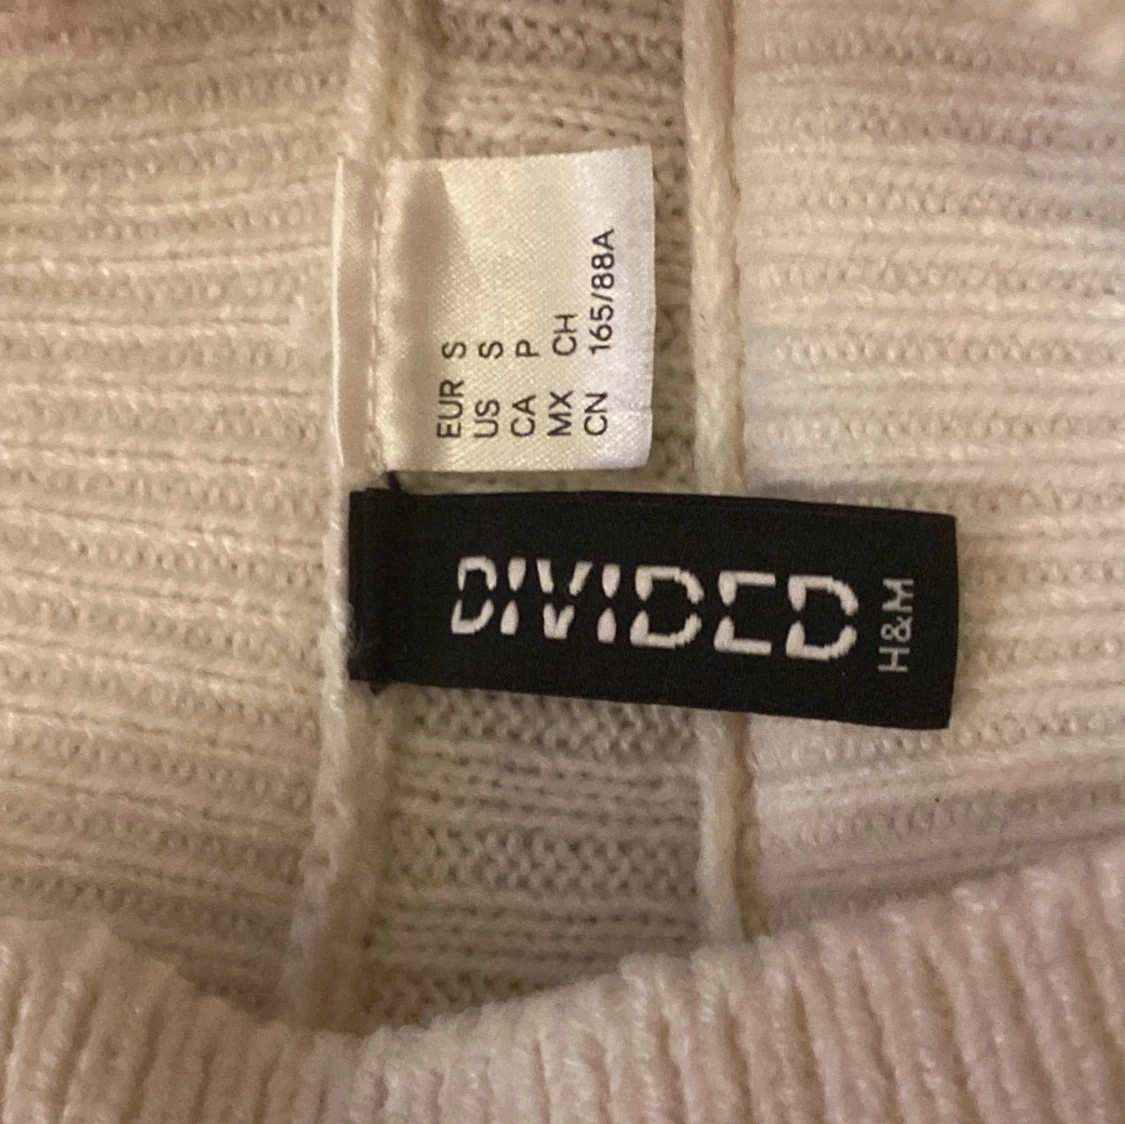 EUR S
US S
CA P
MX CH
CN 165/88A
DIVIDED
H&M